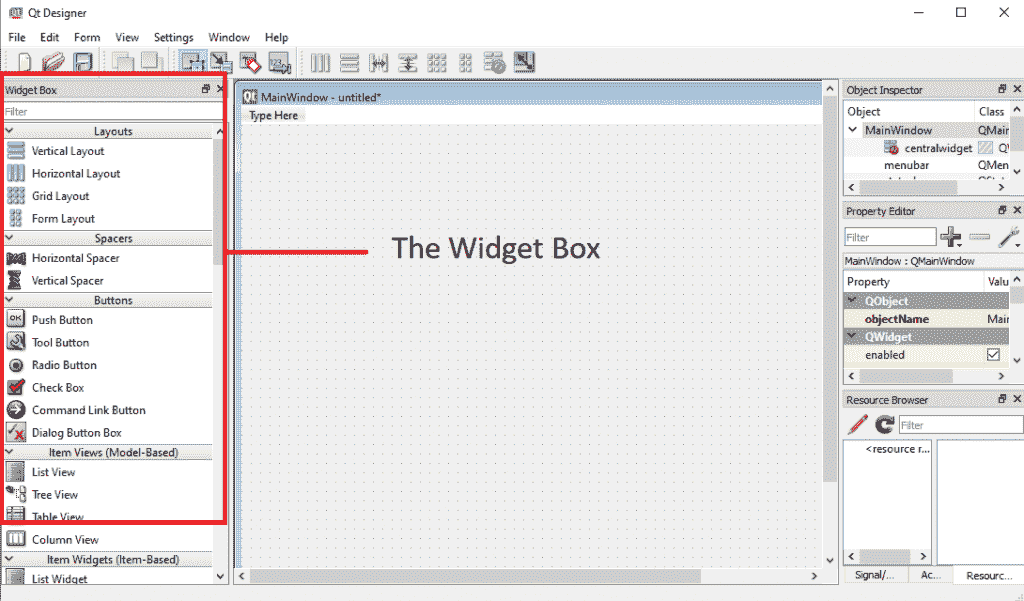 Qt Designer
File Edit Form View Settings Window Help
Widget Box
Filter
Layouts
Vertical Layout
Horizontal Layout
Grid Layout
Form Layout
Spacers
Horizontal Spacer
Vertical Spacer
Buttons
OK Push Button
Tool Button
Radio Button
Check Box
Command Link Button
Dialog Button Box
Item Views (Model-Based)
List View
Tree View
Table View
Column View
Item Widgets (Item-Based)
List Widget
Qt MainWindow - untitled*
Type Here
The Widget Box
Object Inspector
Object Class
MainWindow QMain
centralwidget QV
menubar QMen
Property Editor
Filter
MainWindow : QMainWindow
Property Valu
QObject
objectName Main
QWidget
enabled
Resource Browser
Filter
<resource r...
Signal/... Ac... Resourc...